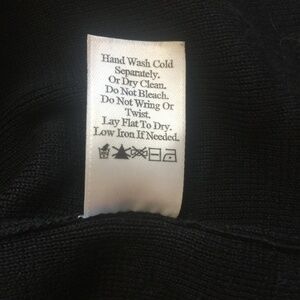 Hand Wash Cold
Separately.
Or Dry Clean.
Do Not Bleach.
Do Not Wring Or
Twist.
Lay Flat To Dry.
Low Iron If Needed.